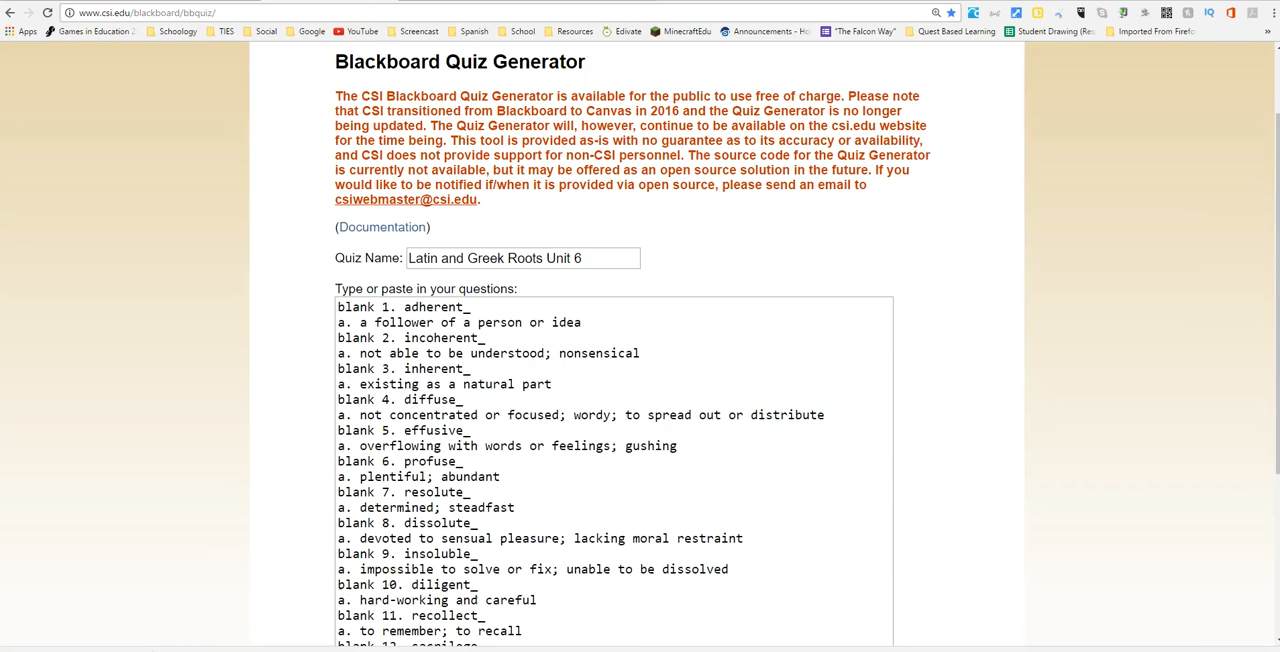 www.csi.edu/blackboard/bbquiz/
Apps Games in Education 2 Schoology TIES Social Google YouTube Screencast Spanish School Resources Edivate MinecraftEdu Announcements - Ho "The Falcon Way" Quest Based Learning Student Drawing (Res Imported From Firefo »
Blackboard Quiz Generator
The CSI Blackboard Quiz Generator is available for the public to use free of charge. Please note
that CSI transitioned from Blackboard to Canvas in 2016 and the Quiz Generator is no longer
being updated. The Quiz Generator will, however, continue to be available on the csi.edu website
for the time being. This tool is provided as-is with no guarantee as to its accuracy or availability,
and CSI does not provide support for non-CSI personnel. The source code for the Quiz Generator
is currently not available, but it may be offered as an open source solution in the future. If you
would like to be notified if/when it is provided via open source, please send an email to
csiwebmaster@csi.edu.
(Documentation)
Quiz Name: Latin and Greek Roots Unit 6
Type or paste in your questions:
blank 1. adherent_
a. a follower of a person or idea
blank 2. incoherent_
a. not able to be understood; nonsensical
blank 3. inherent_
a. existing as a natural part
blank 4. diffuse_
a. not concentrated or focused; wordy; to spread out or distribute
blank 5. effusive_
a. overflowing with words or feelings; gushing
blank 6. profuse_
a. plentiful; abundant
blank 7. resolute_
a. determined; steadfast
blank 8. dissolute_
a. devoted to sensual pleasure; lacking moral restraint
blank 9. insoluble_
a. impossible to solve or fix; unable to be dissolved
blank 10. diligent_
a. hard-working and careful
blank 11. recollect_
a. to remember; to recall
blank 12. sacrilege